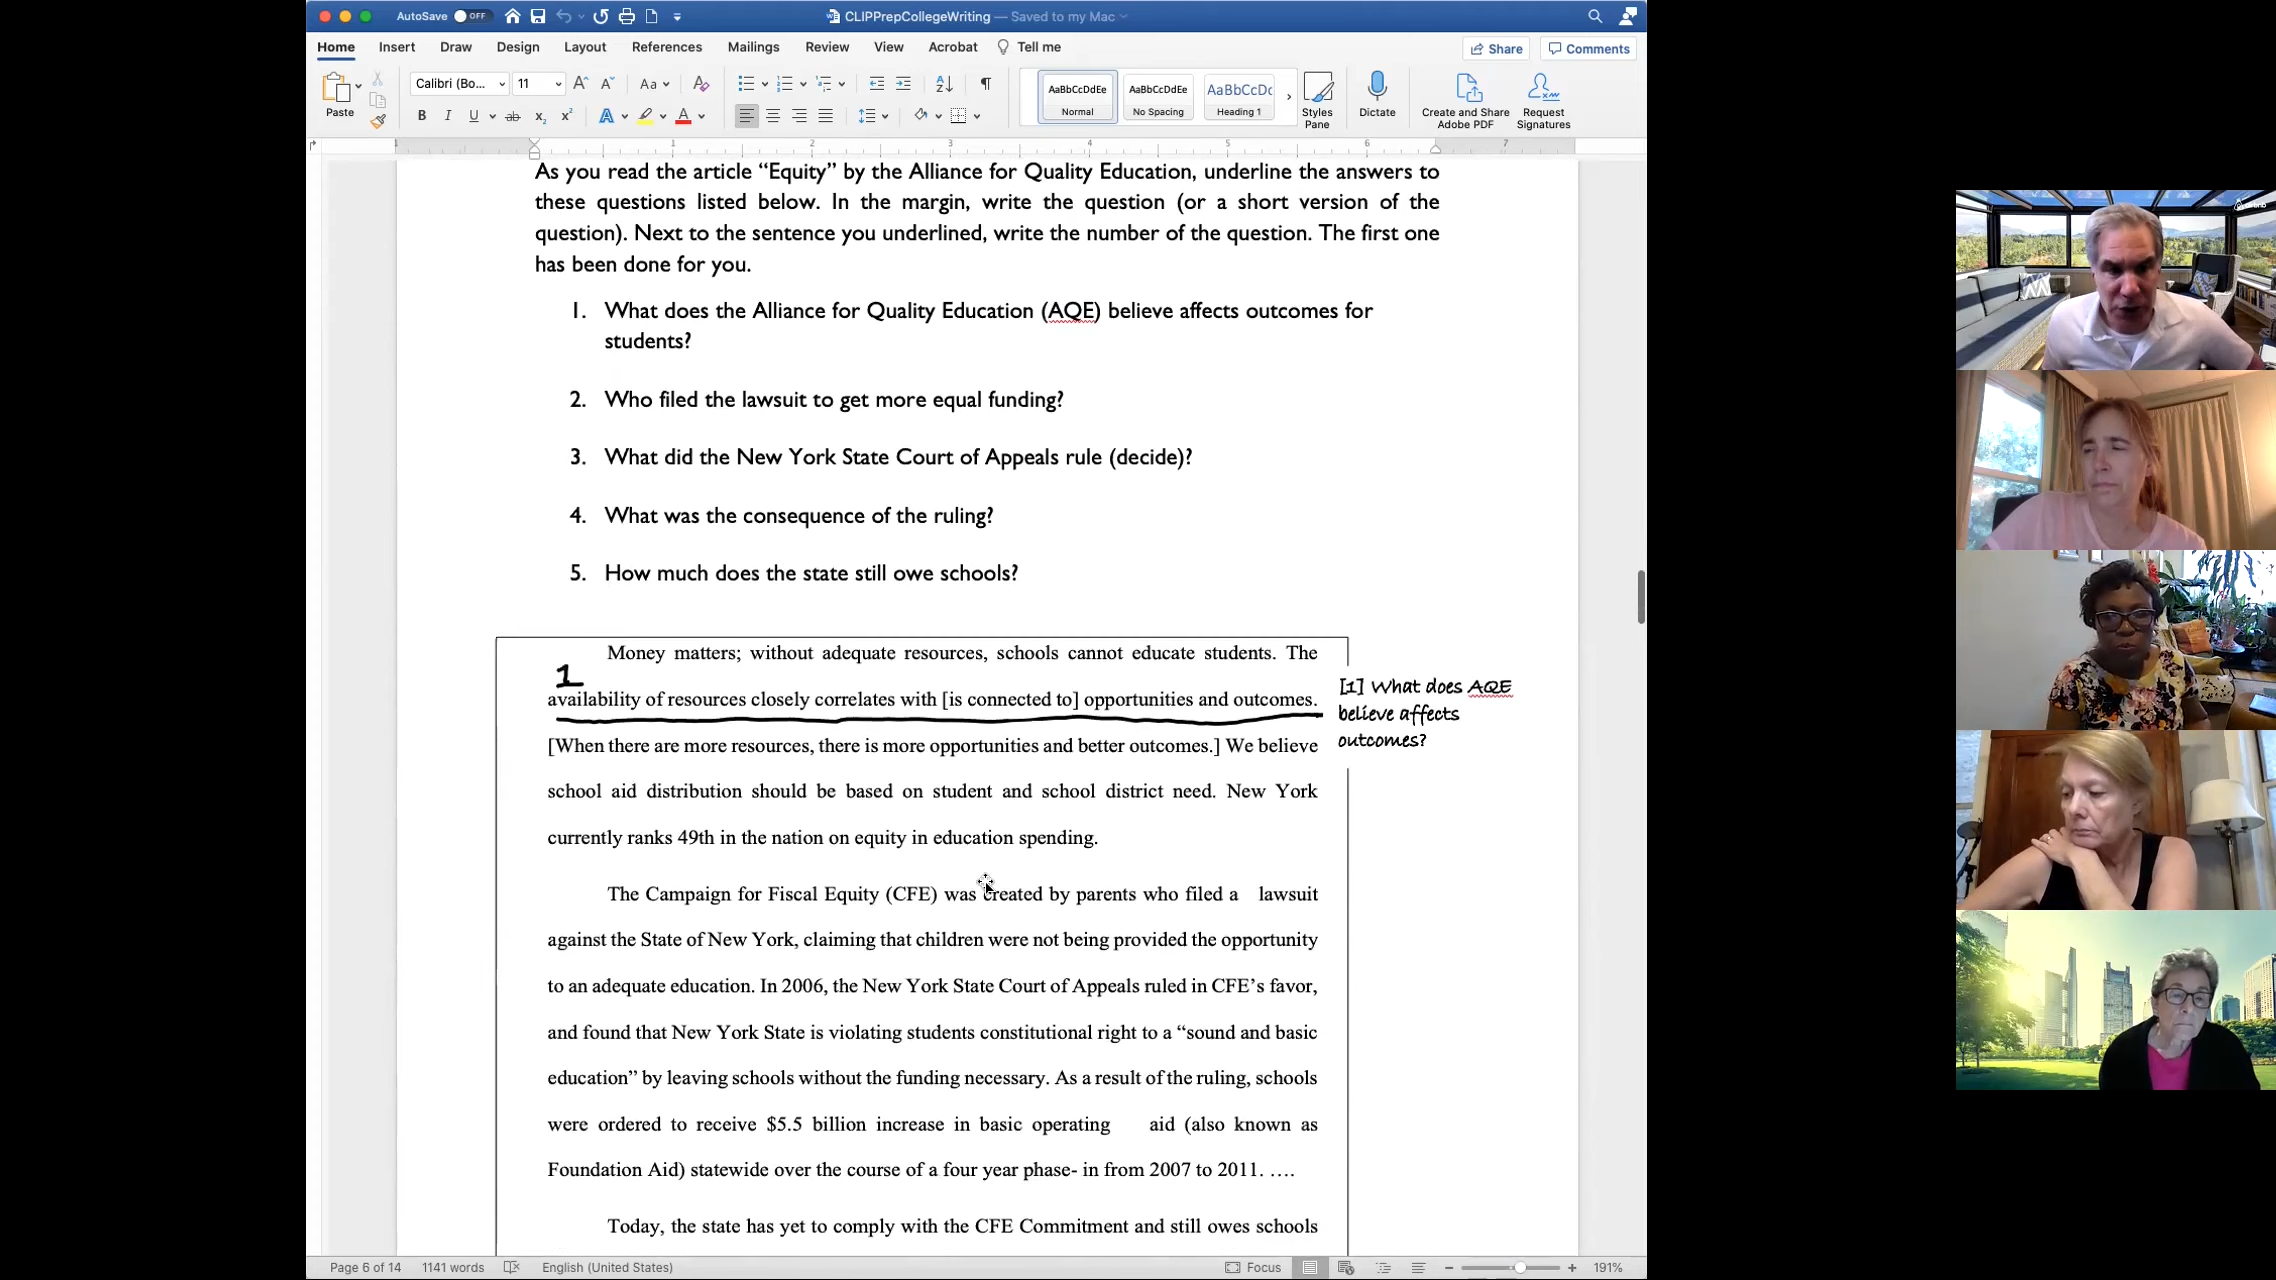 AutoSave OFF
CLIPPrepCollegeWriting — Saved to my Mac
Home Insert Draw Design Layout References Mailings Review View Acrobat Tell me
Share Comments
Paste
Calibri (Bo... 11
Aa
B I U ab x₂ x²
AaBbCcDdEe AaBbCcDdEe AaBbCcDc
Normal No Spacing Heading 1
Styles Pane
Dictate
Create and Share Adobe PDF
Request Signatures
1 1 2 3 4 5 6 7
As you read the article “Equity” by the Alliance for Quality Education, underline the answers to
these questions listed below. In the margin, write the question (or a short version of the
question). Next to the sentence you underlined, write the number of the question. The first one
has been done for you.
1. What does the Alliance for Quality Education (AQE) believe affects outcomes for
students?
2. Who filed the lawsuit to get more equal funding?
3. What did the New York State Court of Appeals rule (decide)?
4. What was the consequence of the ruling?
5. How much does the state still owe schools?
Money matters; without adequate resources, schools cannot educate students. The
1
availability of resources closely correlates with [is connected to] opportunities and outcomes.
[When there are more resources, there is more opportunities and better outcomes.] We believe
school aid distribution should be based on student and school district need. New York
currently ranks 49th in the nation on equity in education spending.
[1] What does AQE
believe affects
outcomes?
The Campaign for Fiscal Equity (CFE) was created by parents who filed a lawsuit
against the State of New York, claiming that children were not being provided the opportunity
to an adequate education. In 2006, the New York State Court of Appeals ruled in CFE’s favor,
and found that New York State is violating students constitutional right to a “sound and basic
education” by leaving schools without the funding necessary. As a result of the ruling, schools
were ordered to receive $5.5 billion increase in basic operating aid (also known as
Foundation Aid) statewide over the course of a four year phase- in from 2007 to 2011. ….
Today, the state has yet to comply with the CFE Commitment and still owes schools
Page 6 of 14 1141 words English (United States) Focus 191%